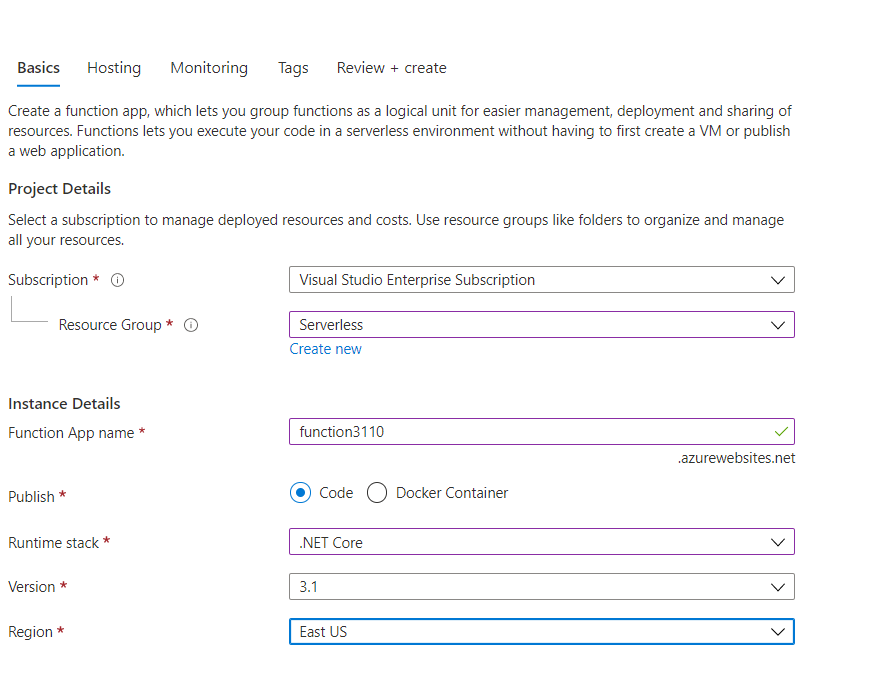 Basics Hosting Monitoring Tags Review + create
Create a function app, which lets you group functions as a logical unit for easier management, deployment and sharing of
resources. Functions lets you execute your code in a serverless environment without having to first create a VM or publish
a web application.
Project Details
Select a subscription to manage deployed resources and costs. Use resource groups like folders to organize and manage
all your resources.
Subscription * Visual Studio Enterprise Subscription
Resource Group * Serverless
Create new
Instance Details
Function App name * function3110
.azurewebsites.net
Publish * Code Docker Container
Runtime stack * .NET Core
Version * 3.1
Region * East US